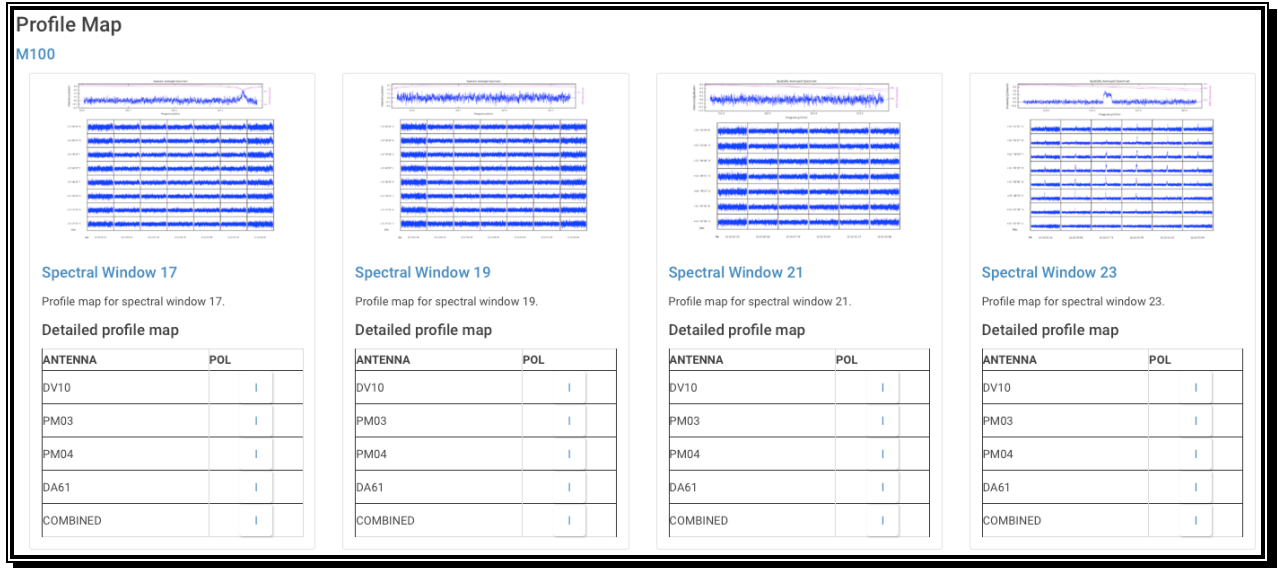 Profile Map
M100
Spectral Window 17
Profile map for spectral window 17.
Detailed profile map
ANTENNA POL
DV10 I
PM03 I
PM04 I
DA61 I
COMBINED I
Spectral Window 19
Profile map for spectral window 19.
Detailed profile map
ANTENNA POL
DV10 I
PM03 I
PM04 I
DA61 I
COMBINED I
Spectral Window 21
Profile map for spectral window 21.
Detailed profile map
ANTENNA POL
DV10 I
PM03 I
PM04 I
DA61 I
COMBINED I
Spectral Window 23
Profile map for spectral window 23.
Detailed profile map
ANTENNA POL
DV10 I
PM03 I
PM04 I
DA61 I
COMBINED I